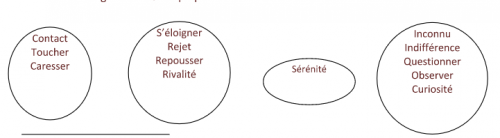 Contact
Toucher
Caresser
S'éloigner
Rejet
Repousser
Rivalité
Sérénité
Inconnu
Indifférence
Questionner
Observer
Curiosité